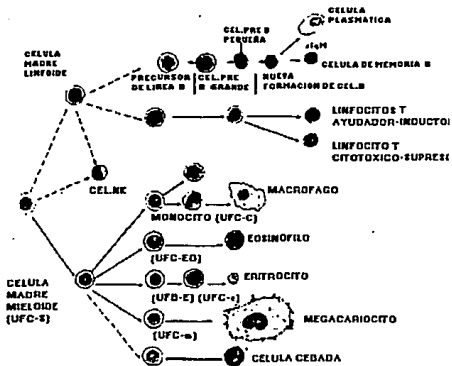 CELULA
PLASMATICA
CEL.PRE B
PEQUEÑA
CELULA
MADRE
LINFOIDE
CELULA DE MEMORIA B
PRECURSOR
DE LINEA B
CEL.PRE
B GRANDE
NUEVA
FORMACION DE CEL.B
LINFOCITOS T
AYUDADOR-INDUCTOR
LINFOCITO T
CITOTOXICO-SUPRES
CEL.NK
MACROFAGO
MONOCITO (UFC-C)
EOSINOFILO
(UFC-EO)
ERITROCITO
(UFB-E) (UFC-e)
CELULA
MADRE
MIELOIDE
(UFC-S)
MEGACARIOCITO
(UFC-m)
CELULA CEBADA